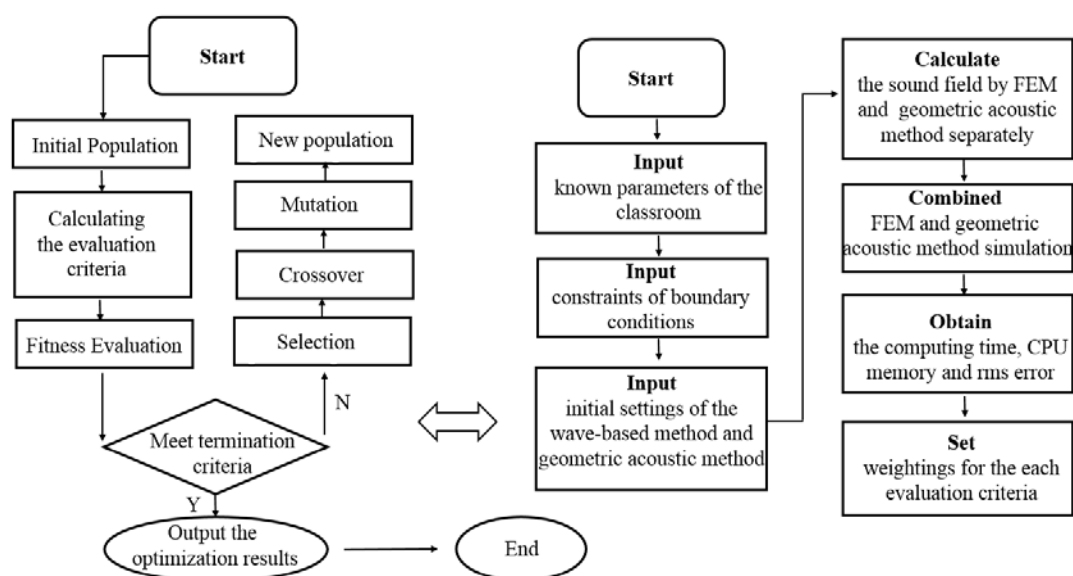 Start
Initial Population
Calculating
the evaluation
criteria
Fitness Evaluation
Meet termination
criteria
N
Selection
Crossover
Mutation
New population
Y
Output the
optimization results
End
Start
Input
known parameters of the
classroom
Input
constraints of boundary
conditions
Input
initial settings of the
wave-based method and
geometric acoustic method
Calculate
the sound field by FEM
and geometric acoustic
method separately
Combined
FEM and geometric
acoustic method simulation
Obtain
the computing time, CPU
memory and rms error
Set
weightings for the each
evaluation criteria